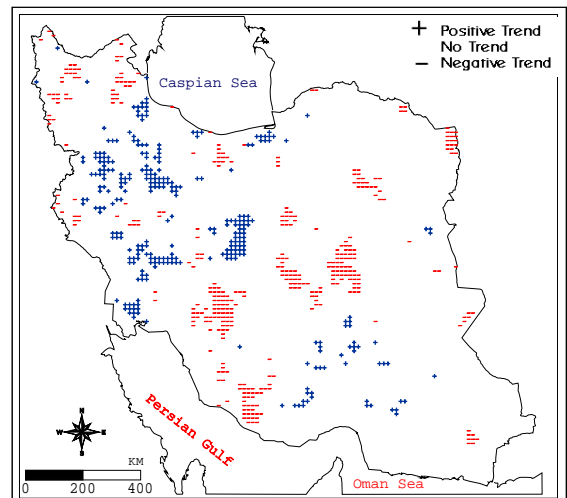 + Positive Trend
No Trend
− Negative Trend
Caspian Sea
Persian Gulf
N
W E
S
KM
0 200 400
Oman Sea